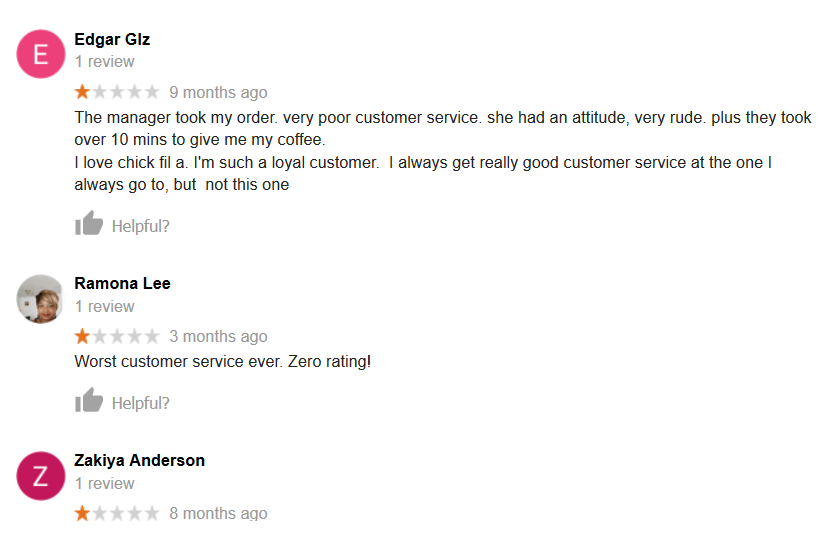 E
Edgar Glz
1 review
9 months ago
The manager took my order. very poor customer service. she had an attitude, very rude. plus they took
over 10 mins to give me my coffee.
I love chick fil a. I'm such a loyal customer.  I always get really good customer service at the one I
always go to, but  not this one
Helpful?
Ramona Lee
1 review
3 months ago
Worst customer service ever. Zero rating!
Helpful?
Z
Zakiya Anderson
1 review
8 months ago